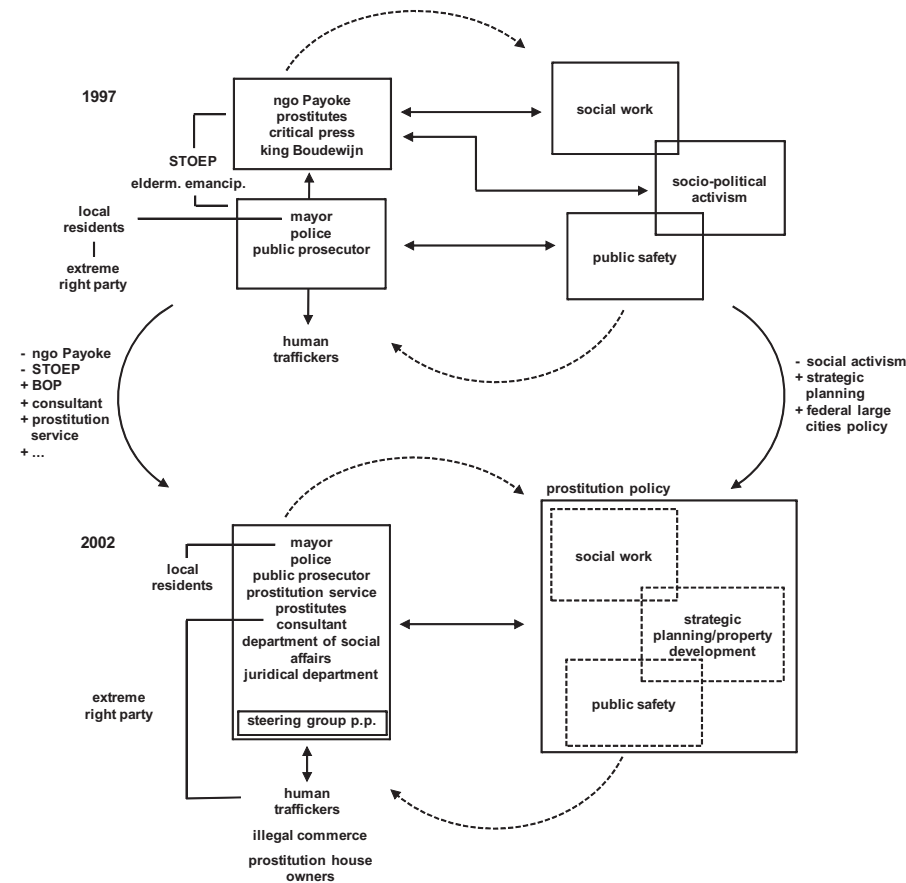 1997
ngo Payoke
prostitutes
critical press
king Boudewijn
social work
STOEP
elderm. emancip.
socio-political
activism
local
residents
mayor
police
public prosecutor
public safety
extreme
right party
human
traffickers
- ngo Payoke
- STOEP
+ BOP
+ consultant
+ prostitution
service
+ ...
- social activism
+ strategic
planning
+ federal large
cities policy
prostitution policy
2002
mayor
police
public prosecutor
prostitution service
prostitutes
consultant
department of social
affairs
juridical department
steering group p.p.
local
residents
social work
strategic
planning/property
development
public safety
extreme
right party
human
traffickers
illegal commerce
prostitution house
owners